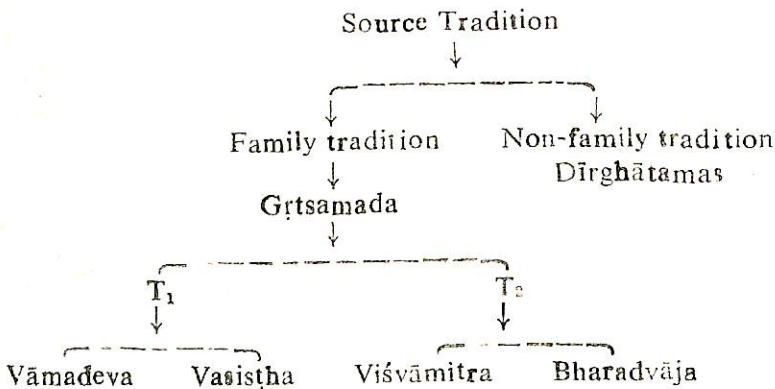 Source Tradition
Family tradition Non-family tradition
Dīrghātamas
Gṛtsamada
T₁ T₂
Vāmadeva Vasiṣṭha Viśvāmitra Bharadvāja